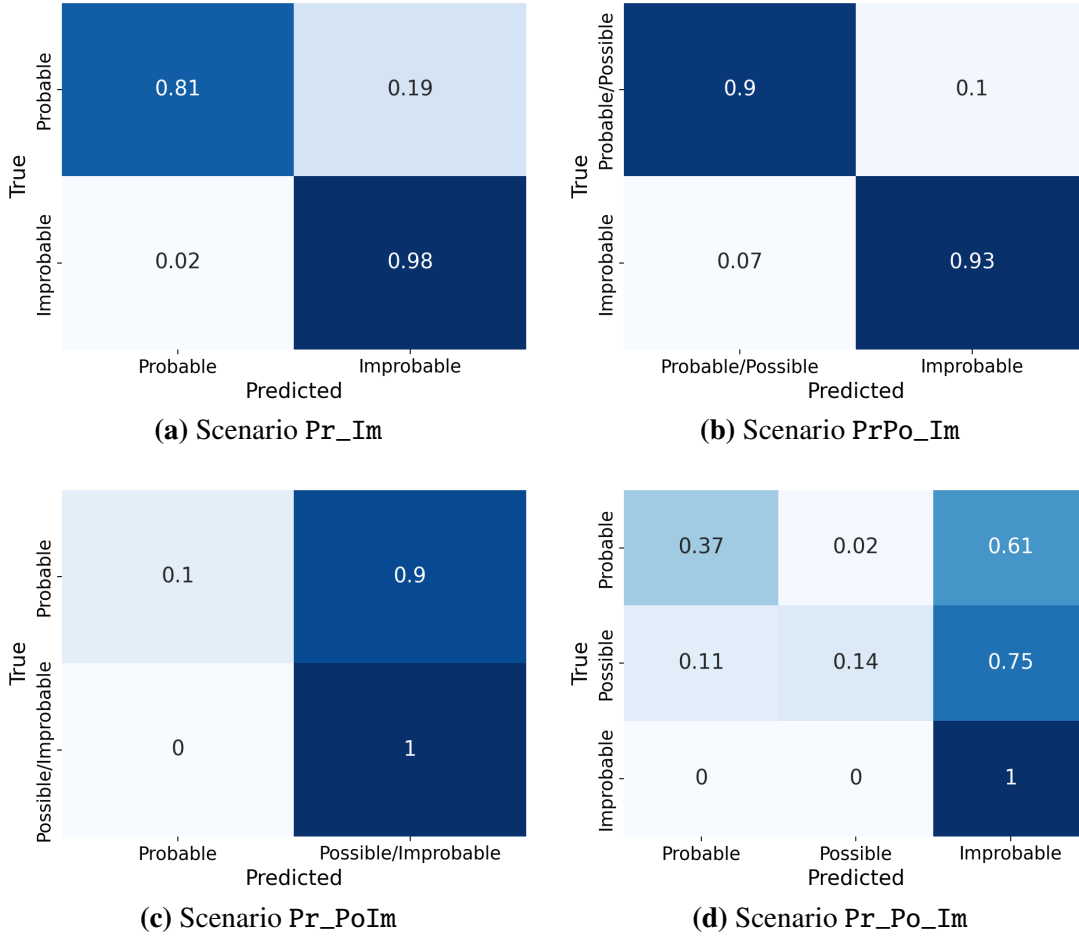 True
Probable
0.81 0.19
Improbable
0.02 0.98
Probable Improbable
Predicted
(a) Scenario Pr_Im
True
Probable/Possible
0.9 0.1
Improbable
0.07 0.93
Probable/Possible Improbable
Predicted
(b) Scenario PrPo_Im
True
Probable
0.1 0.9
Possible/Improbable
0 1
Probable Possible/Improbable
Predicted
(c) Scenario Pr_PoIm
True
Probable
0.37 0.02 0.61
Possible
0.11 0.14 0.75
Improbable
0 0 1
Probable Possible Improbable
Predicted
(d) Scenario Pr_Po_Im